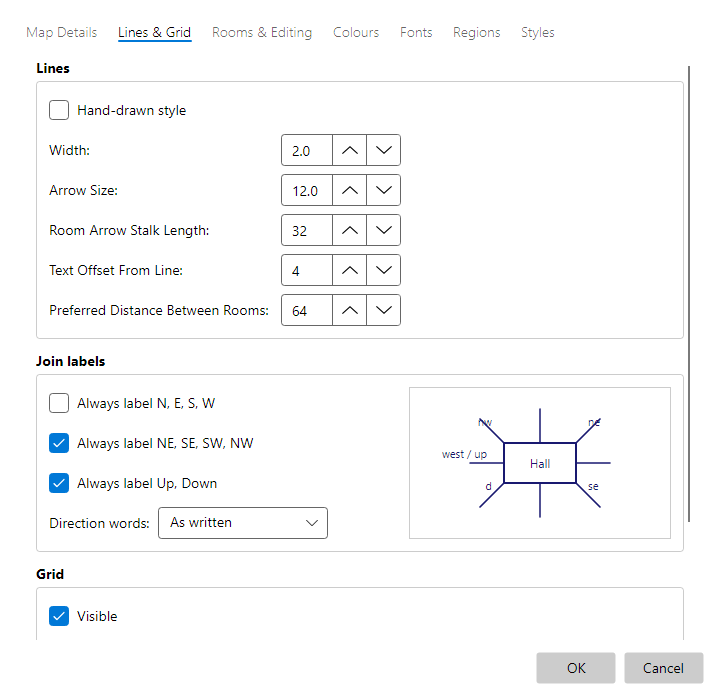 Map Details Lines & Grid Rooms & Editing Colours Fonts Regions Styles
Lines
Hand-drawn style
Width: 2.0
Arrow Size: 12.0
Room Arrow Stalk Length: 32
Text Offset From Line: 4
Preferred Distance Between Rooms: 64
Join labels
Always label N, E, S, W
Always label NE, SE, SW, NW
Always label Up, Down
Direction words: As written
nw ne
west / up Hall
d se
Grid
Visible
OK Cancel